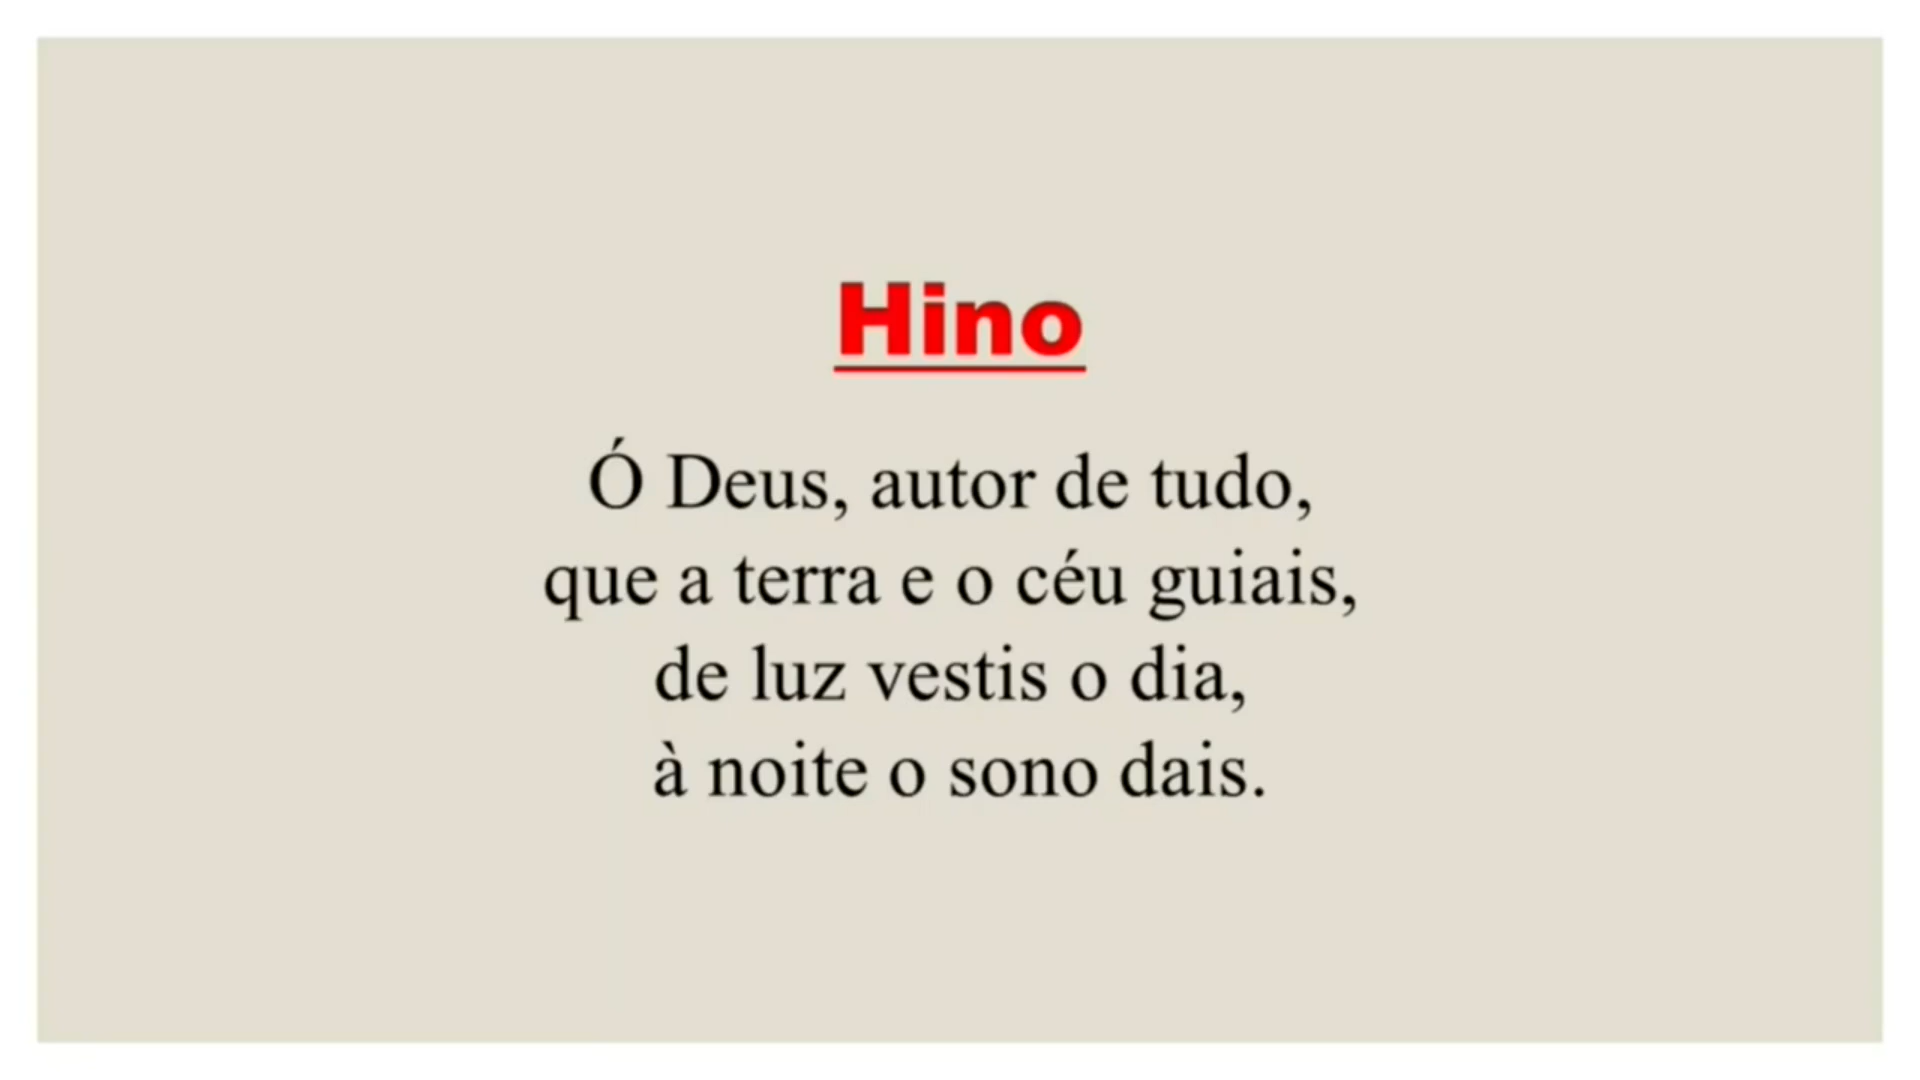 Hino
Ó Deus, autor de tudo,
que a terra e o céu guiais,
de luz vestis o dia,
à noite o sono dais.